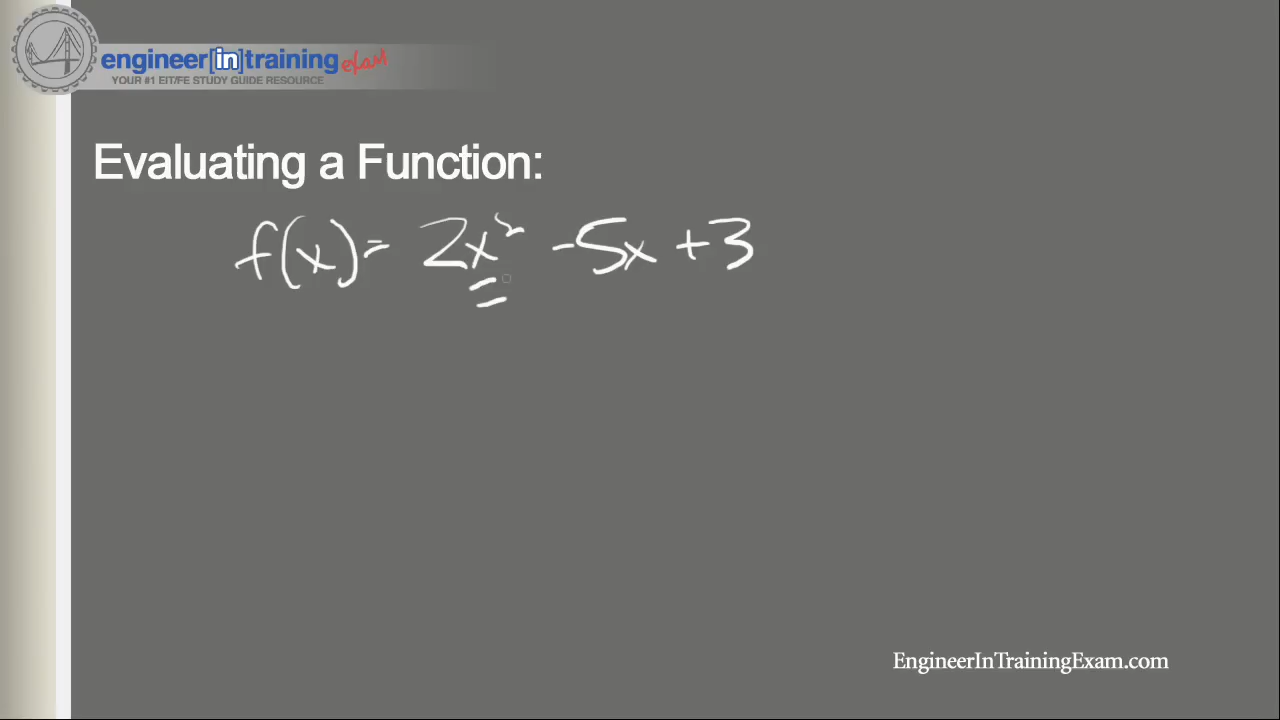 engineer[in]training exam
YOUR #1 EIT/FE STUDY GUIDE RESOURCE
Evaluating a Function:
f(x)= 2x² -5x +3
EngineerInTrainingExam.com